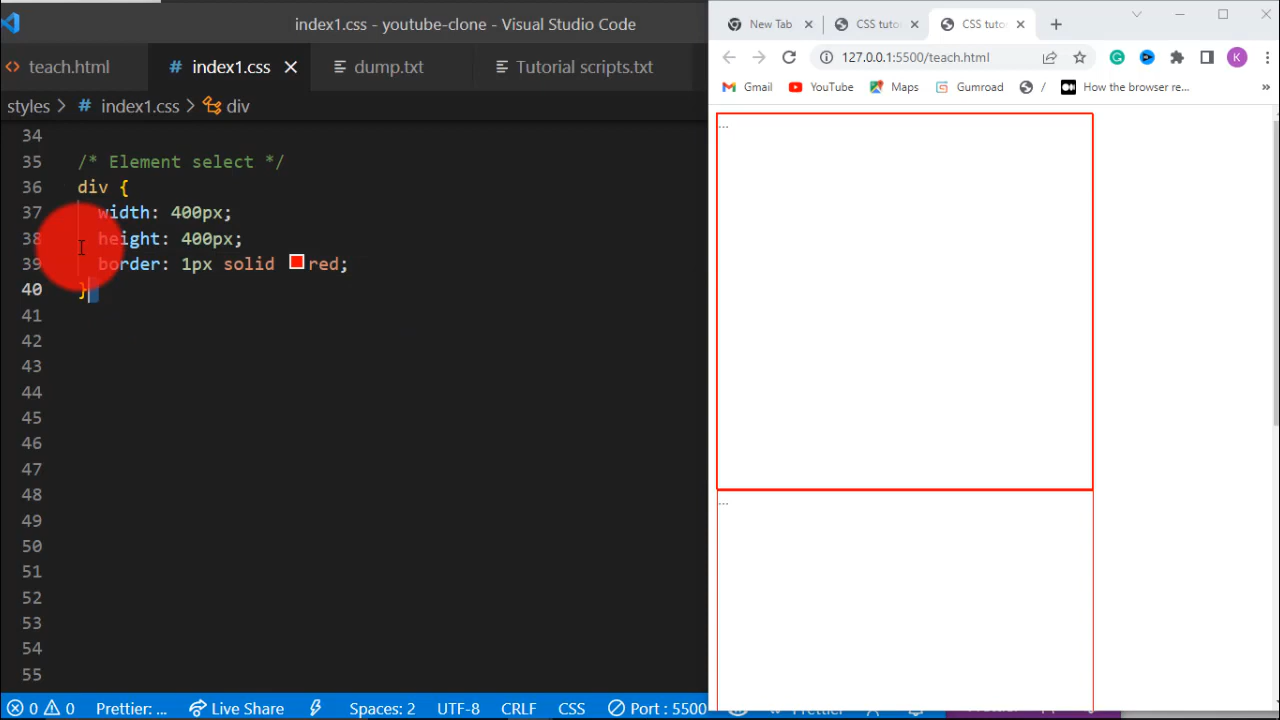 index1.css - youtube-clone - Visual Studio Code
teach.html
index1.css
dump.tt
Tutorial scripts.txt
styles > # index1.css > div
34
35 /* Element select */
36 div {
37 width: 400px;
38 height: 400px;
39 border: 1px solid red;
40 }
41
42
43
44
45
46
47
48
49
50
51
52
53
54
55
0 0 Prettier: ... Live Share Spaces: 2 UTF-8 CRLF CSS Port : 5500
New Tab
CSS tuto
CSS tuto
127.0.0.1:5500/teach.html
K
Gmail YouTube Maps Gumroad / How the browser re... »
...
...